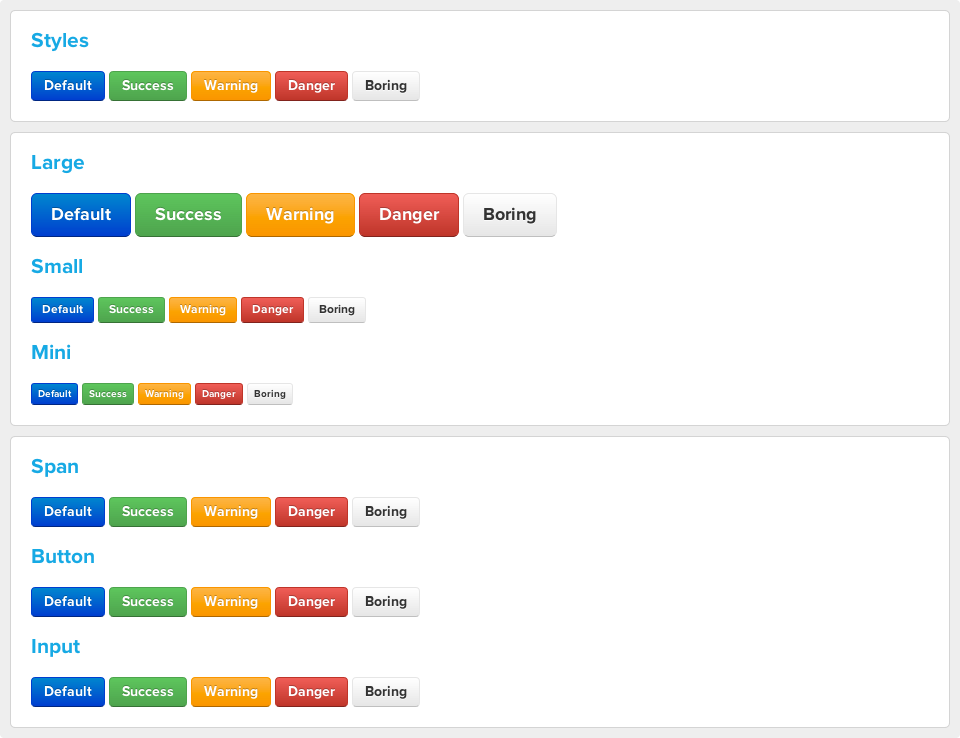 Styles
Default Success Warning Danger Boring
Large
Default Success Warning Danger Boring
Small
Default Success Warning Danger Boring
Mini
Default Success Warning Danger Boring
Span
Default Success Warning Danger Boring
Button
Default Success Warning Danger Boring
Input
Default Success Warning Danger Boring